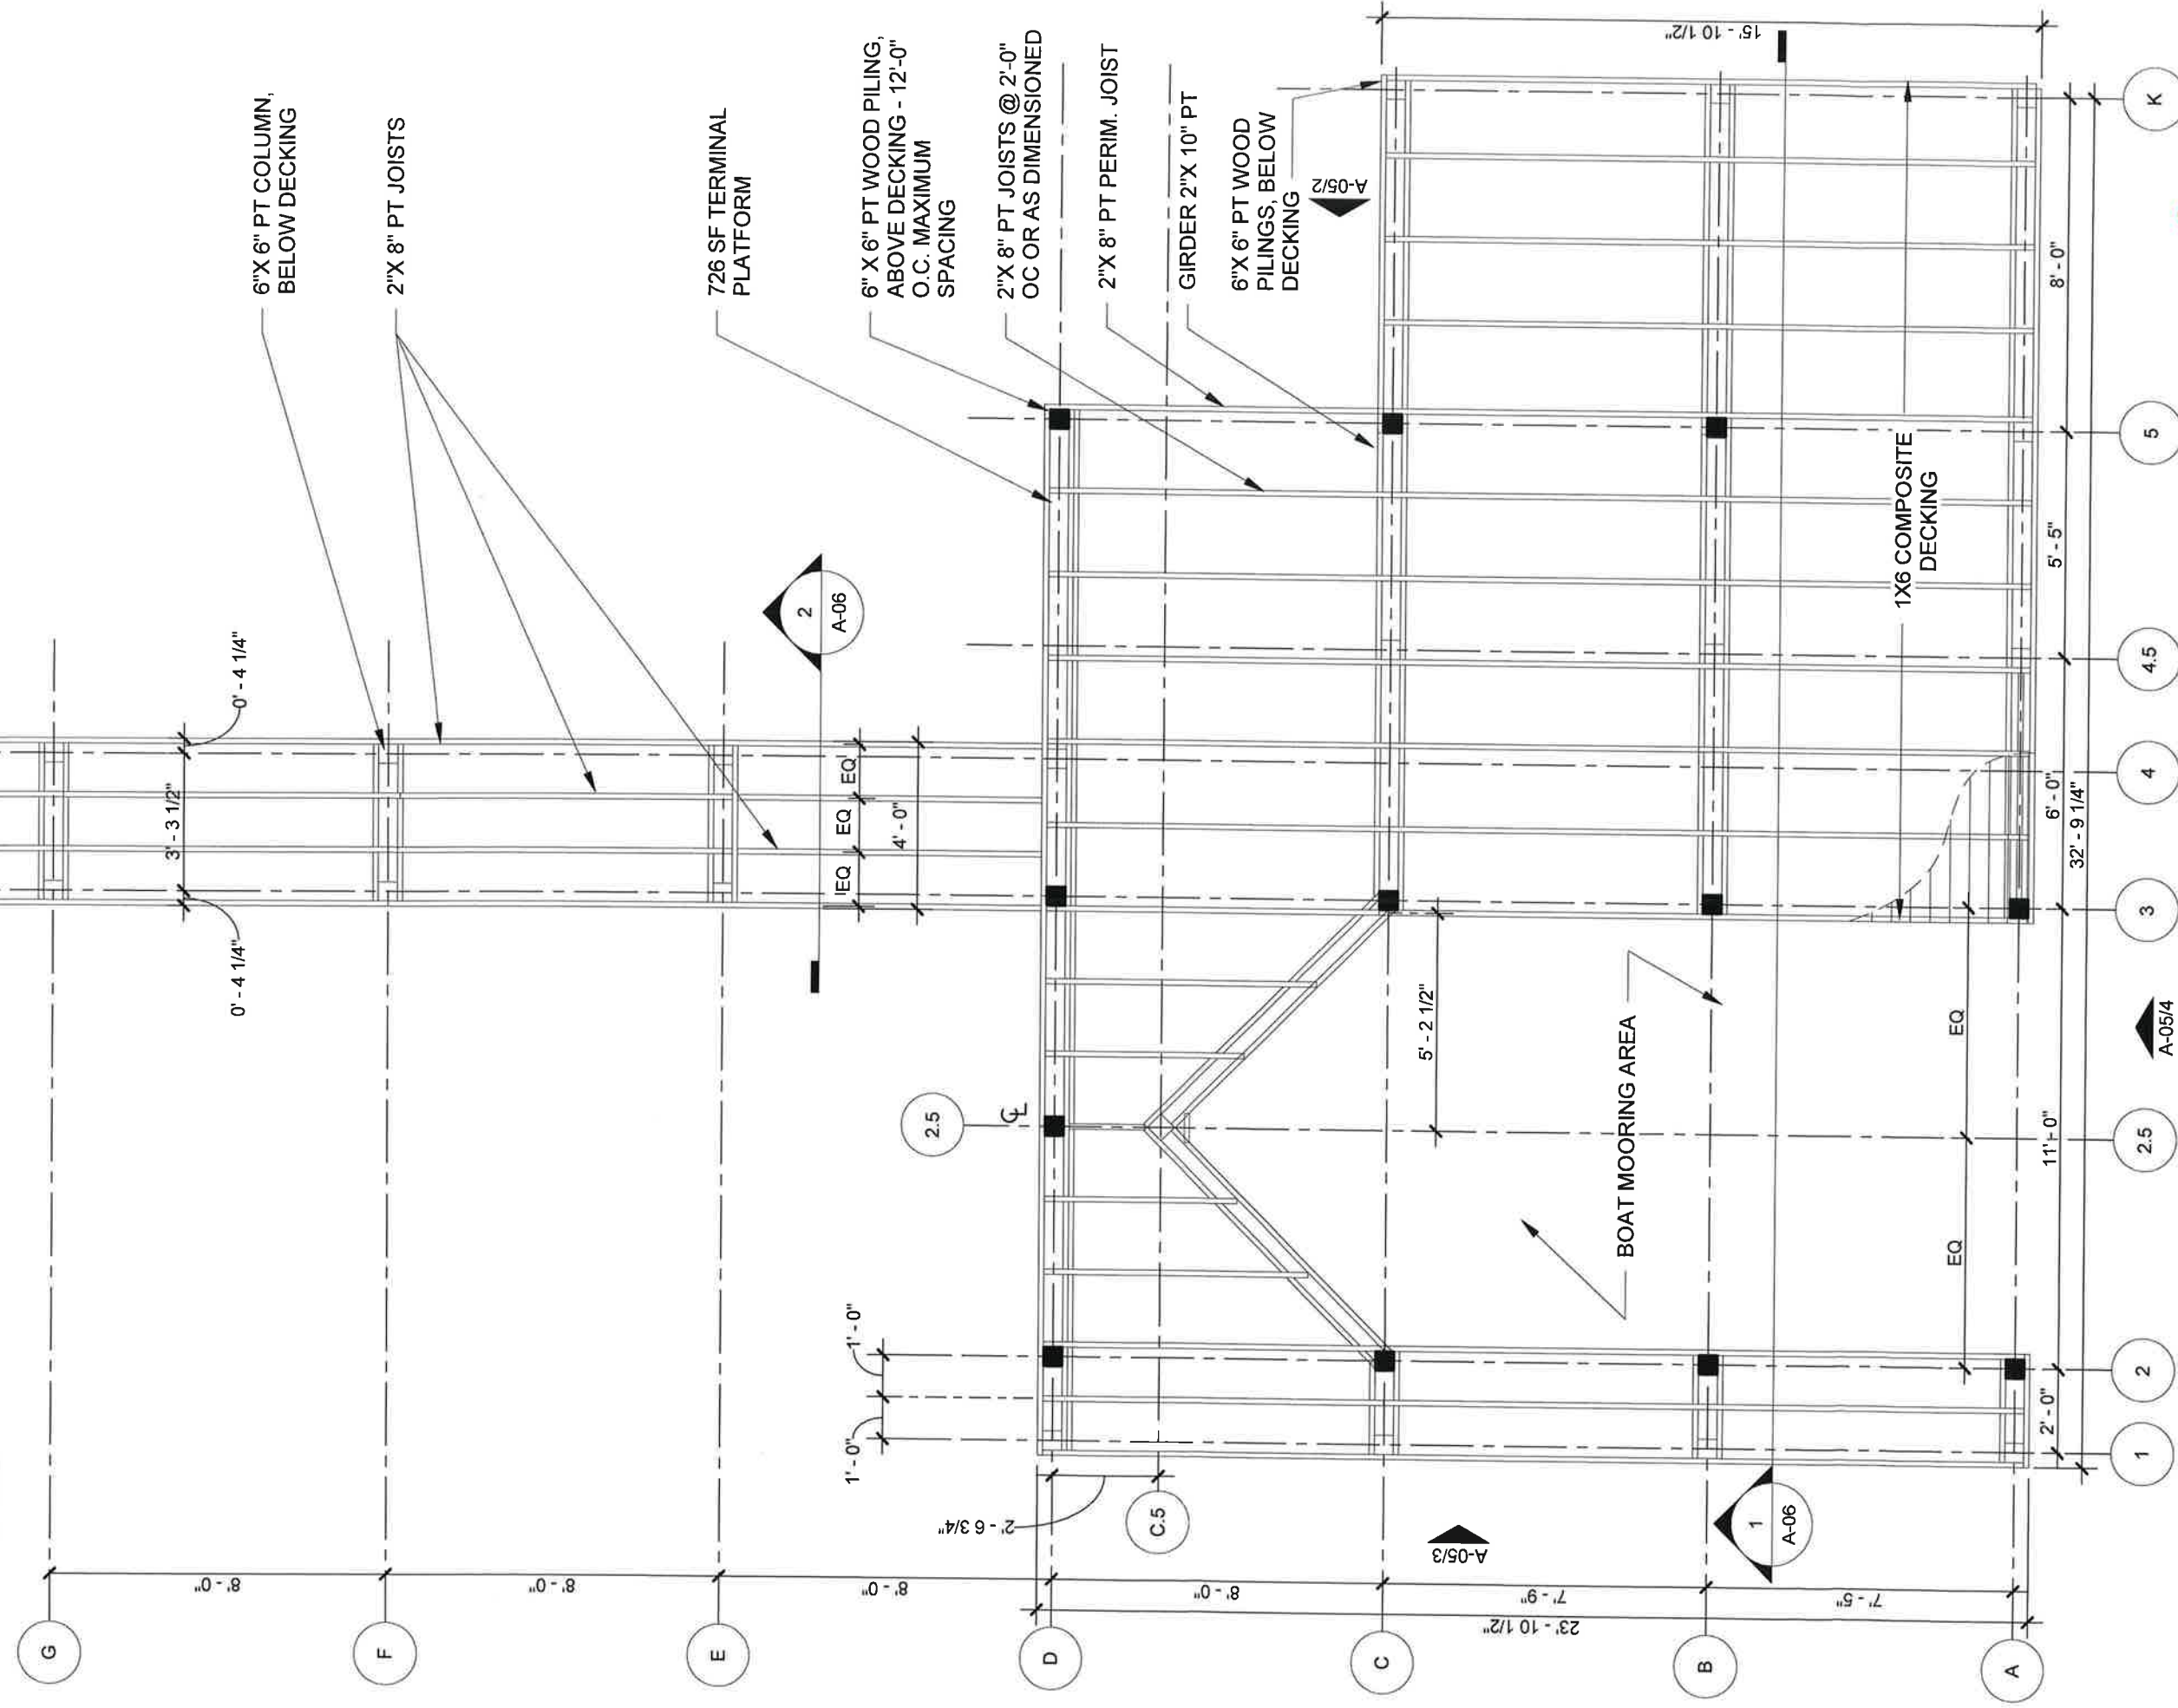 6"X 6" PT COLUMN,
BELOW DECKING
2"X 8" PT JOISTS
726 SF TERMINAL
PLATFORM
6" X 6" PT WOOD PILING,
ABOVE DECKING - 12'-0"
O.C. MAXIMUM
SPACING
2"X 8" PT JOISTS @ 2'-0"
OC OR AS DIMENSIONED
2"X 8" PT PERIM. JOIST
GIRDER 2"X 10" PT
6"X 6" PT WOOD
PILINGS, BELOW
DECKING
A-05/2
15' - 10 1/2"
0' - 4 1/4"
3' - 3 1/2"
0' - 4 1/4"
2
A-06
EQ
EQ
EQ
4' - 0"
1X6 COMPOSITE
DECKING
2.5
CL
5' - 2 1/2"
BOAT MOORING AREA
EQ
EQ
1' - 0"
1' - 0"
2' - 6 3/4"
C.5
A-05/3
1
A-06
8' - 0"
8' - 0"
8' - 0"
8' - 0"
7' - 9"
7' - 5"
23' - 10 1/2"
G
F
E
D
C
B
A
8' - 0"
5' - 5"
6' - 0"
11' - 0"
2' - 0"
32' - 9 1/4"
K
5
4.5
4
3
2.5
2
1
A-05/4